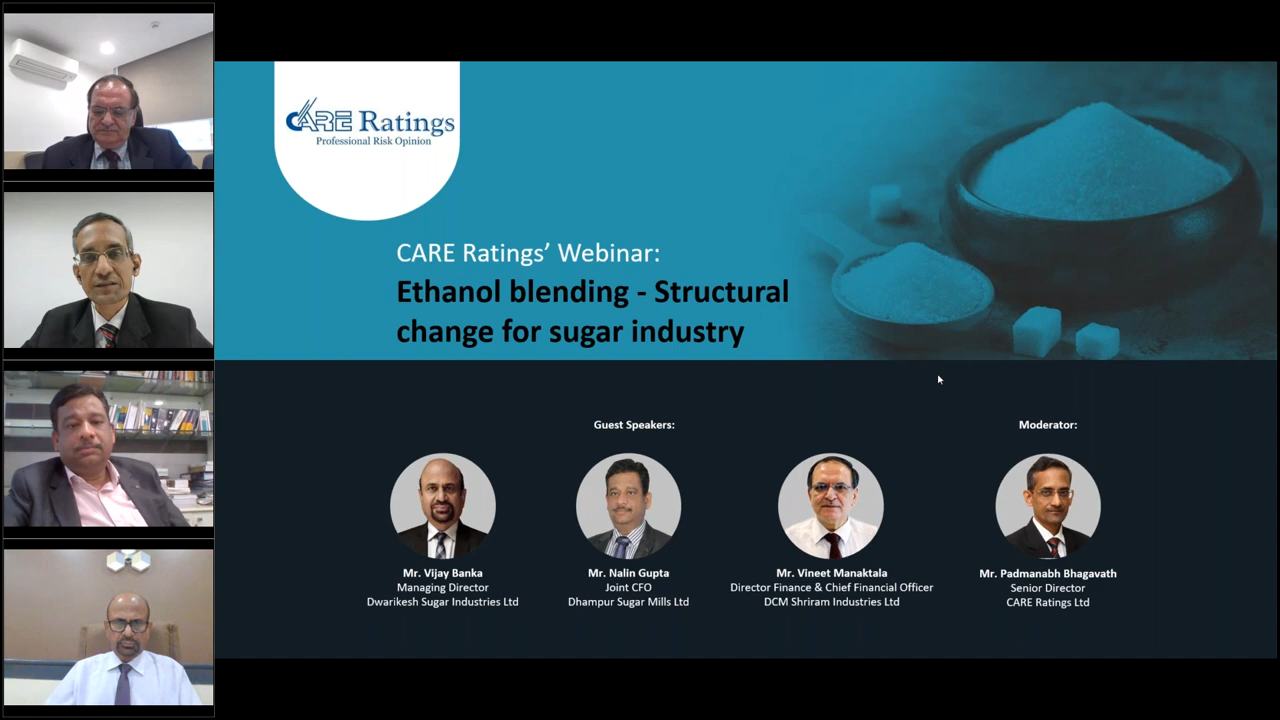 CARE Ratings
Professional Risk Opinion
CARE Ratings’ Webinar:
Ethanol blending - Structural
change for sugar industry
Guest Speakers:
Moderator:
Mr. Vijay Banka
Managing Director
Dwarikesh Sugar Industries Ltd
Mr. Nalin Gupta
Joint CFO
Dhampur Sugar Mills Ltd
Mr. Vineet Manaktala
Director Finance & Chief Financial Officer
DCM Shriram Industries Ltd
Mr. Padmanabh Bhagavath
Senior Director
CARE Ratings Ltd